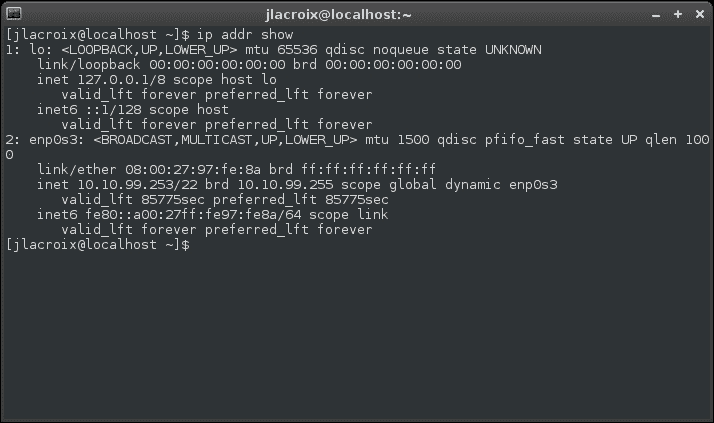 jlacroix@localhost:~
[jlacroix@localhost ~]$ ip addr show
1: lo: <LOOPBACK,UP,LOWER_UP> mtu 65536 qdisc noqueue state UNKNOWN
    link/loopback 00:00:00:00:00:00 brd 00:00:00:00:00:00
    inet 127.0.0.1/8 scope host lo
       valid_lft forever preferred_lft forever
    inet6 ::1/128 scope host
       valid_lft forever preferred_lft forever
2: enp0s3: <BROADCAST,MULTICAST,UP,LOWER_UP> mtu 1500 qdisc pfifo_fast state UP qlen 100
0
    link/ether 08:00:27:97:fe:8a brd ff:ff:ff:ff:ff:ff
    inet 10.10.99.253/22 brd 10.10.99.255 scope global dynamic enp0s3
       valid_lft 85775sec preferred_lft 85775sec
    inet6 fe80::a00:27ff:fe97:fe8a/64 scope link
       valid_lft forever preferred_lft forever
[jlacroix@localhost ~]$